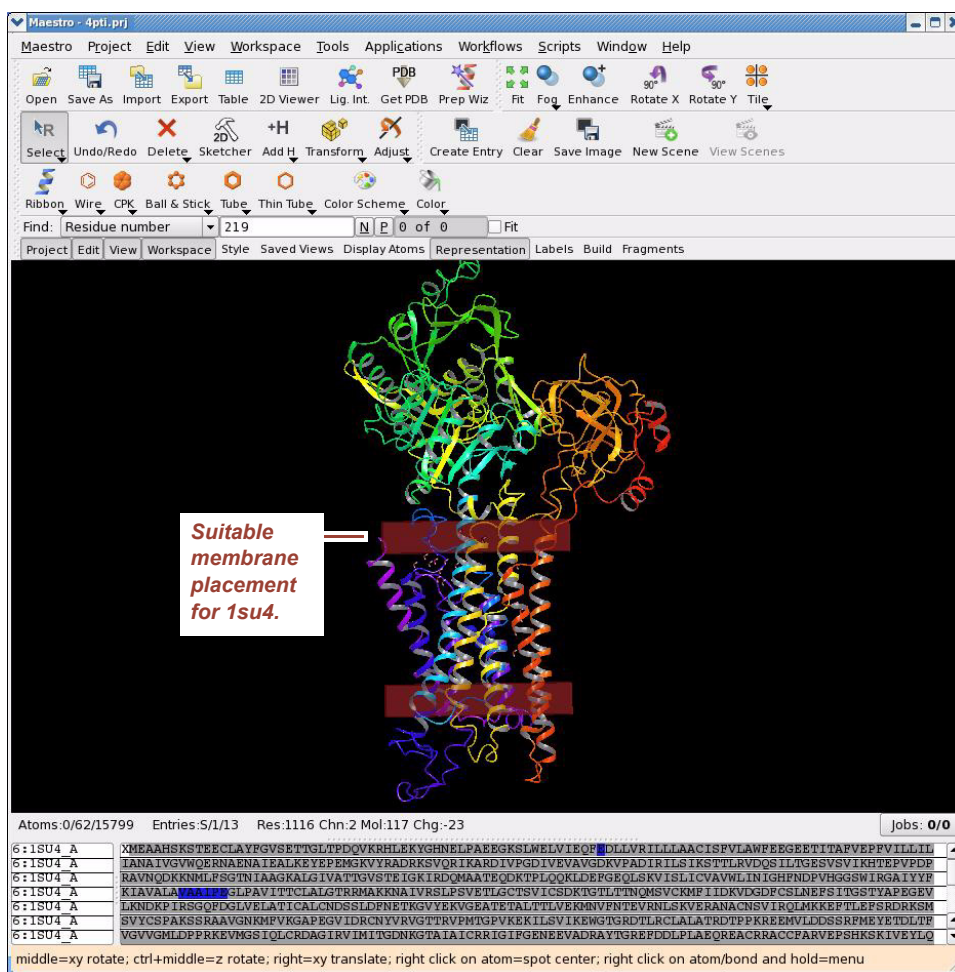 Maestro - 4pti.prj
Maestro Project Edit View Workspace Tools Applications Workflows Scripts Window Help
PDB 90° 90°
Open Save As Import Export Table 2D Viewer Lig. Int. Get PDB Prep Wiz Fit Fog Enhance Rotate X Rotate Y Tile
R 2D +H
Select Undo/Redo Delete Sketcher Add H Transform Adjust Create Entry Clear Save Image New Scene View Scenes
Ribbon Wire CPK Ball & Stick Tube Thin Tube Color Scheme Color
Find: Residue number 219 N P 0 of 0 Fit
Project Edit View Workspace Style Saved Views Display Atoms Representation Labels Build Fragments
Suitable
membrane
placement
for 1su4.
Atoms:0/62/15799 Entries:S/1/13 Res:1116 Chn:2 Mol:117 Chg:-23 Jobs: 0/0
6:1SU4_A XMEAAHSKSTEECLAYFGVSETTGLTPDQVKRHLEKYGHNELPAEEGKSLWELVIEQFEDLLVRILLLAACISFVLAWFEEGEETITAFVEPFVILLIL
6:1SU4_A IANAIVGVWQERNAENAIEALKEYEPEMGKVYRADRKSVQRIKARDIVPGDIVEVAVGDKVPADIRILSIKSTTLRVDQSILTGESVSVIKHTEPVPDP
6:1SU4_A RAVNQDKKNMLFSGTNIAAGKALGIVATTGVSTEIGKIRDQMAATEQDKTPLQQKLDEFGEQLSKVISLICVAVWLINIGHFNDPVHGGSWIRGAIYYF
6:1SU4_A KIAVALAVAAIPEGLPAVITTCLALGTRRMAKKNAIVRSLPSVETLGCTSVICSDKTGTLTTNQMSVCKMFIIDKVDGDFCSLNEFSITGSTYAPEGEV
6:1SU4_A LKNDKPIRSGQFDGLVELATICALCNDSSLDFNETKGVYEKVGEATETALTTLVEKMNVFNTEVRNLSKVERANACNSVIRQLMKKEFTLEFSRDRKSM
6:1SU4_A SVYCSPAKSSRAAVGNKMFVKGAPEGVIDRCNYVRVGTTRVPMTGPVKEKILSVIKEWGTGRDTLRCLALATRDTPPKREEMVLDDSSRFMEYETDLTF
6:1SU4_A VGVVGMLDPPRKEVMGSIQLCRDAGIRVIMITGDNKGTAIAICRRIGIFGENEEVADRAYTGREFDDLPLAEQREACRRACCFARVEPSHKSKIVEYLQ
middle=xy rotate; ctrl+middle=z rotate; right=xy translate; right click on atom=spot center; right click on atom/bond and hold=menu